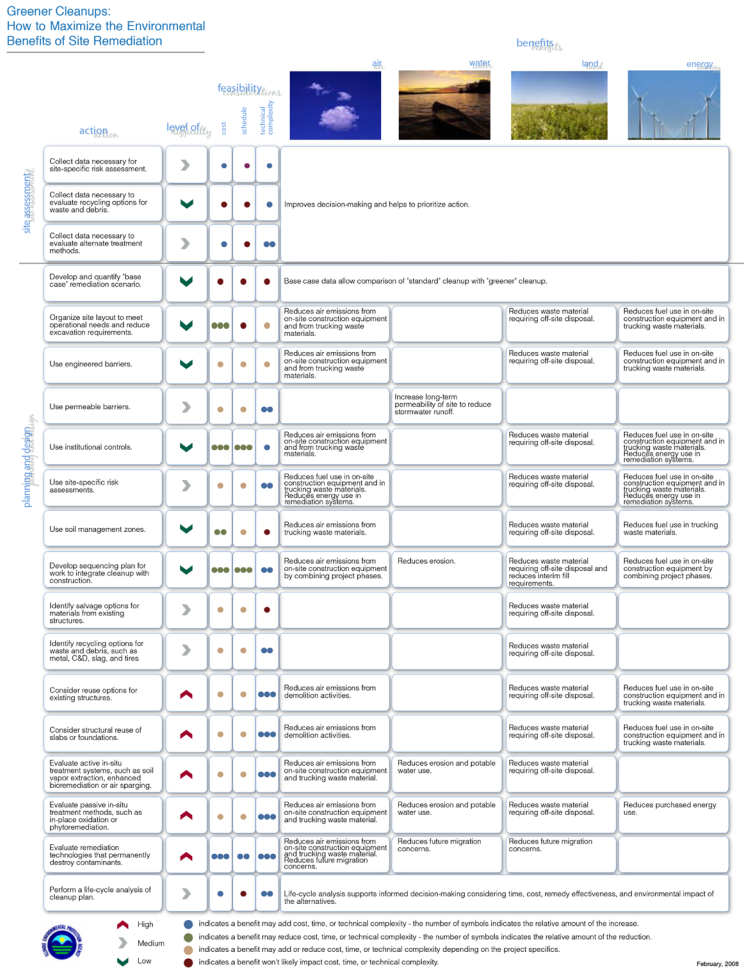 Greener Cleanups:
How to Maximize the Environmental
Benefits of Site Remediation
benefits
air
water
land
energy
feasibility
action
level of
cost
schedule
technical
complexity
site assessment
Collect data necessary for
site-specific risk assessment.
Collect data necessary to
evaluate recycling options for
waste and debris.
Improves decision-making and helps to prioritize action.
Collect data necessary to
evaluate alternate treatment
methods.
planning and design
Develop and quantify "base
case" remediation scenario.
Base case data allow comparison of "standard" cleanup with "greener" cleanup.
Organize site layout to meet
operational needs and reduce
excavation requirements.
Reduces air emissions from
on-site construction equipment
and from trucking waste
materials.
Reduces waste material
requiring off-site disposal.
Reduces fuel use in on-site
construction equipment and in
trucking waste materials.
Use engineered barriers.
Reduces air emissions from
on-site construction equipment
and from trucking waste
materials.
Reduces waste material
requiring off-site disposal.
Reduces fuel use in on-site
construction equipment and in
trucking waste materials.
Use permeable barriers.
Increase long-term
permeability of site to reduce
stormwater runoff.
Use institutional controls.
Reduces air emissions from
on-site construction equipment
and from trucking waste
materials.
Reduces waste material
requiring off-site disposal.
Reduces fuel use in on-site
construction equipment and in
trucking waste materials.
Reduces energy use in
remediation systems.
Use site-specific risk
assessments.
Reduces fuel use in on-site
construction equipment and in
trucking waste materials.
Reduces energy use in
remediation systems.
Reduces waste material
requiring off-site disposal.
Reduces fuel use in on-site
construction equipment and in
trucking waste materials.
Reduces energy use in
remediation systems.
Use soil management zones.
Reduces air emissions from
trucking waste materials.
Reduces waste material
requiring off-site disposal.
Reduces fuel use in trucking
waste materials.
Develop sequencing plan for
work to integrate cleanup with
construction.
Reduces air emissions from
on-site construction equipment
by combining project phases.
Reduces erosion.
Reduces waste material
requiring off-site disposal and
reduces interim fill
requirements.
Reduces fuel use in on-site
construction equipment by
combining project phases.
Identify salvage options for
materials from existing
structures.
Reduces waste material
requiring off-site disposal.
Identify recycling options for
waste and debris, such as
metal, C&D, slag, and tires
Reduces waste material
requiring off-site disposal.
Consider reuse options for
existing structures.
Reduces air emissions from
demolition activities.
Reduces waste material
requiring off-site disposal.
Reduces fuel use in on-site
construction equipment and in
trucking waste materials.
Consider structural reuse of
slabs or foundations.
Reduces air emissions from
demolition activities.
Reduces waste material
requiring off-site disposal.
Reduces fuel use in on-site
construction equipment and in
trucking waste materials.
Evaluate active in-situ
treatment systems, such as soil
vapor extraction, enhanced
bioremediation or air sparging.
Reduces air emissions from
on-site construction equipment
and trucking waste material.
Reduces erosion and potable
water use.
Reduces waste material
requiring off-site disposal.
Evaluate passive in-situ
treatment methods, such as
in-place oxidation or
phytoremediation.
Reduces air emissions from
on-site construction equipment
and trucking waste material.
Reduces erosion and potable
water use.
Reduces waste material
requiring off-site disposal.
Reduces purchased energy
use.
Evaluate remediation
technologies that permanently
destroy contaminants.
Reduces air emissions from
on-site construction equipment
and trucking waste material.
Reduces future migration
concerns.
Reduces future migration
concerns.
Reduces future migration
concerns.
Perform a life-cycle analysis of
cleanup plan.
Life-cycle analysis supports informed decision-making considering time, cost, remedy effectiveness, and environmental impact of
the alternatives.
High
Medium
Low
indicates a benefit may add cost, time, or technical complexity - the number of symbols indicates the relative amount of the increase.
indicates a benefit may reduce cost, time, or technical complexity - the number of symbols indicates the relative amount of the reduction.
indicates a benefit may add or reduce cost, time, or technical complexity depending on the project specifics.
indicates a benefit won't likely impact cost, time, or technical complexity.
February, 2008